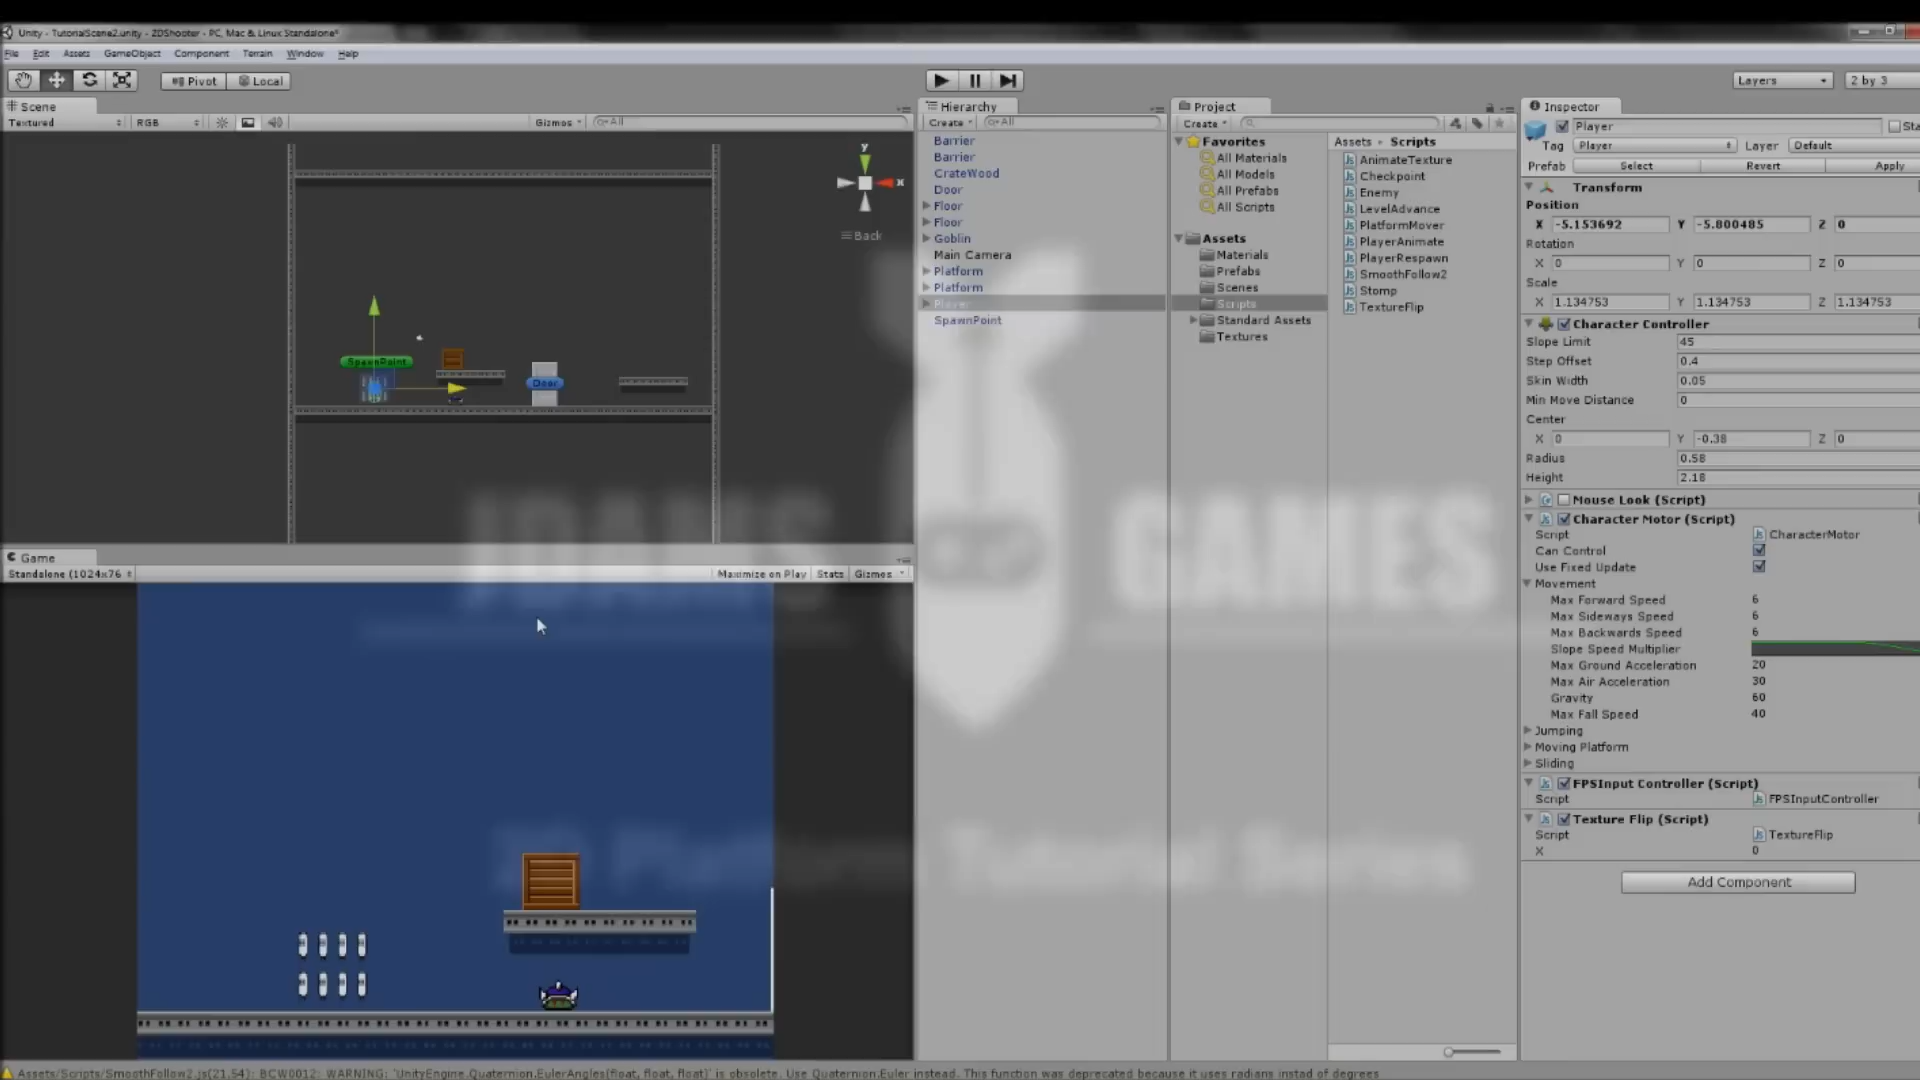 Unity - TutorialScene2.unity - 2DShooter - PC, Mac & Linux Standalone*
File Edit Assets GameObject Component Terrain Window Help
Pivot Local
Layers 2 by 3
Scene
Textured RGB Gizmos All
y
x
Back
SpawnPoint
Door
Game
Standalone (1024x76 Maximize on Play Stats Gizmos
Hierarchy
Create All
Barrier
Barrier
CrateWood
Door
Floor
Floor
Goblin
Main Camera
Platform
Platform
Player
SpawnPoint
Project
Create
Favorites
All Materials
All Models
All Prefabs
All Scripts
Assets
Materials
Prefabs
Scenes
Scripts
Standard Assets
Textures
Assets Scripts
AnimateTexture
Checkpoint
Enemy
LevelAdvance
PlatformMover
PlayerAnimate
PlayerRespawn
SmoothFollow2
Stomp
TextureFlip
Inspector
Player Sta
Tag Player Layer Default
Prefab Select Revert Apply
Transform
Position
X -5.153692 Y -5.800485 Z 0
Rotation
X 0 Y 0 Z 0
Scale
X 1.134753 Y 1.134753 Z 1.134753
Character Controller
Slope Limit 45
Step Offset 0.4
Skin Width 0.05
Min Move Distance 0
Center
X 0 Y -0.38 Z 0
Radius 0.58
Height 2.18
Mouse Look (Script)
Character Motor (Script)
Script CharacterMotor
Can Control
Use Fixed Update
Movement
Max Forward Speed 6
Max Sideways Speed 6
Max Backwards Speed 6
Slope Speed Multiplier
Max Ground Acceleration 20
Max Air Acceleration 30
Gravity 60
Max Fall Speed 40
Jumping
Moving Platform
Sliding
FPSInput Controller (Script)
Script FPSInputController
Texture Flip (Script)
Script TextureFlip
X 0
Add Component
JDAMS GAMES
2D Platform Tutorial Series
Assets/Scripts/SmoothFollow2.js(21,54): BCW0012: WARNING: 'UnityEngine.Quaternion.EulerAngles(float, float, float)' is obsolete. Use Quaternion.Euler instead. This function was deprecated because it uses radians instad of degrees